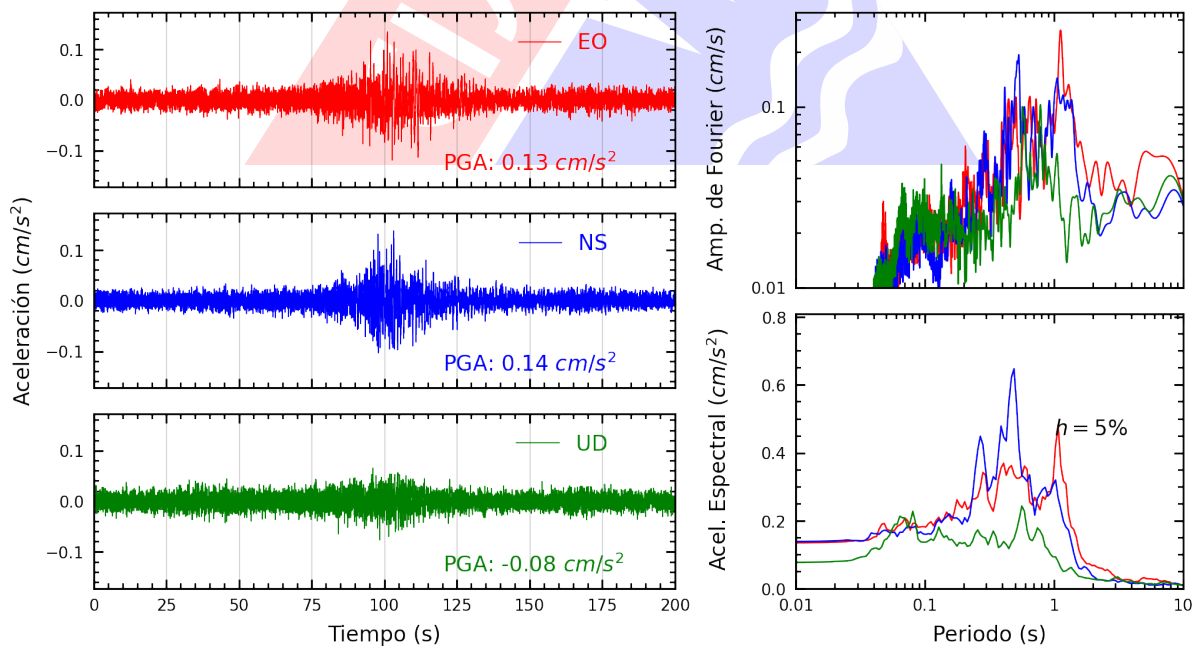 Aceleración (cm/s²)
0.1
0.0
−0.1
EO
PGA: 0.13 cm/s²
0.1
0.0
−0.1
NS
PGA: 0.14 cm/s²
0.1
0.0
−0.1
UD
PGA: -0.08 cm/s²
0 25 50 75 100 125 150 175 200
Tiempo (s)
Amp. de Fourier (cm/s)
0.1
0.01
Acel. Espectral (cm/s²)
0.8
0.6
0.4
0.2
0.0
h = 5%
0.01 0.1 1 10
Periodo (s)